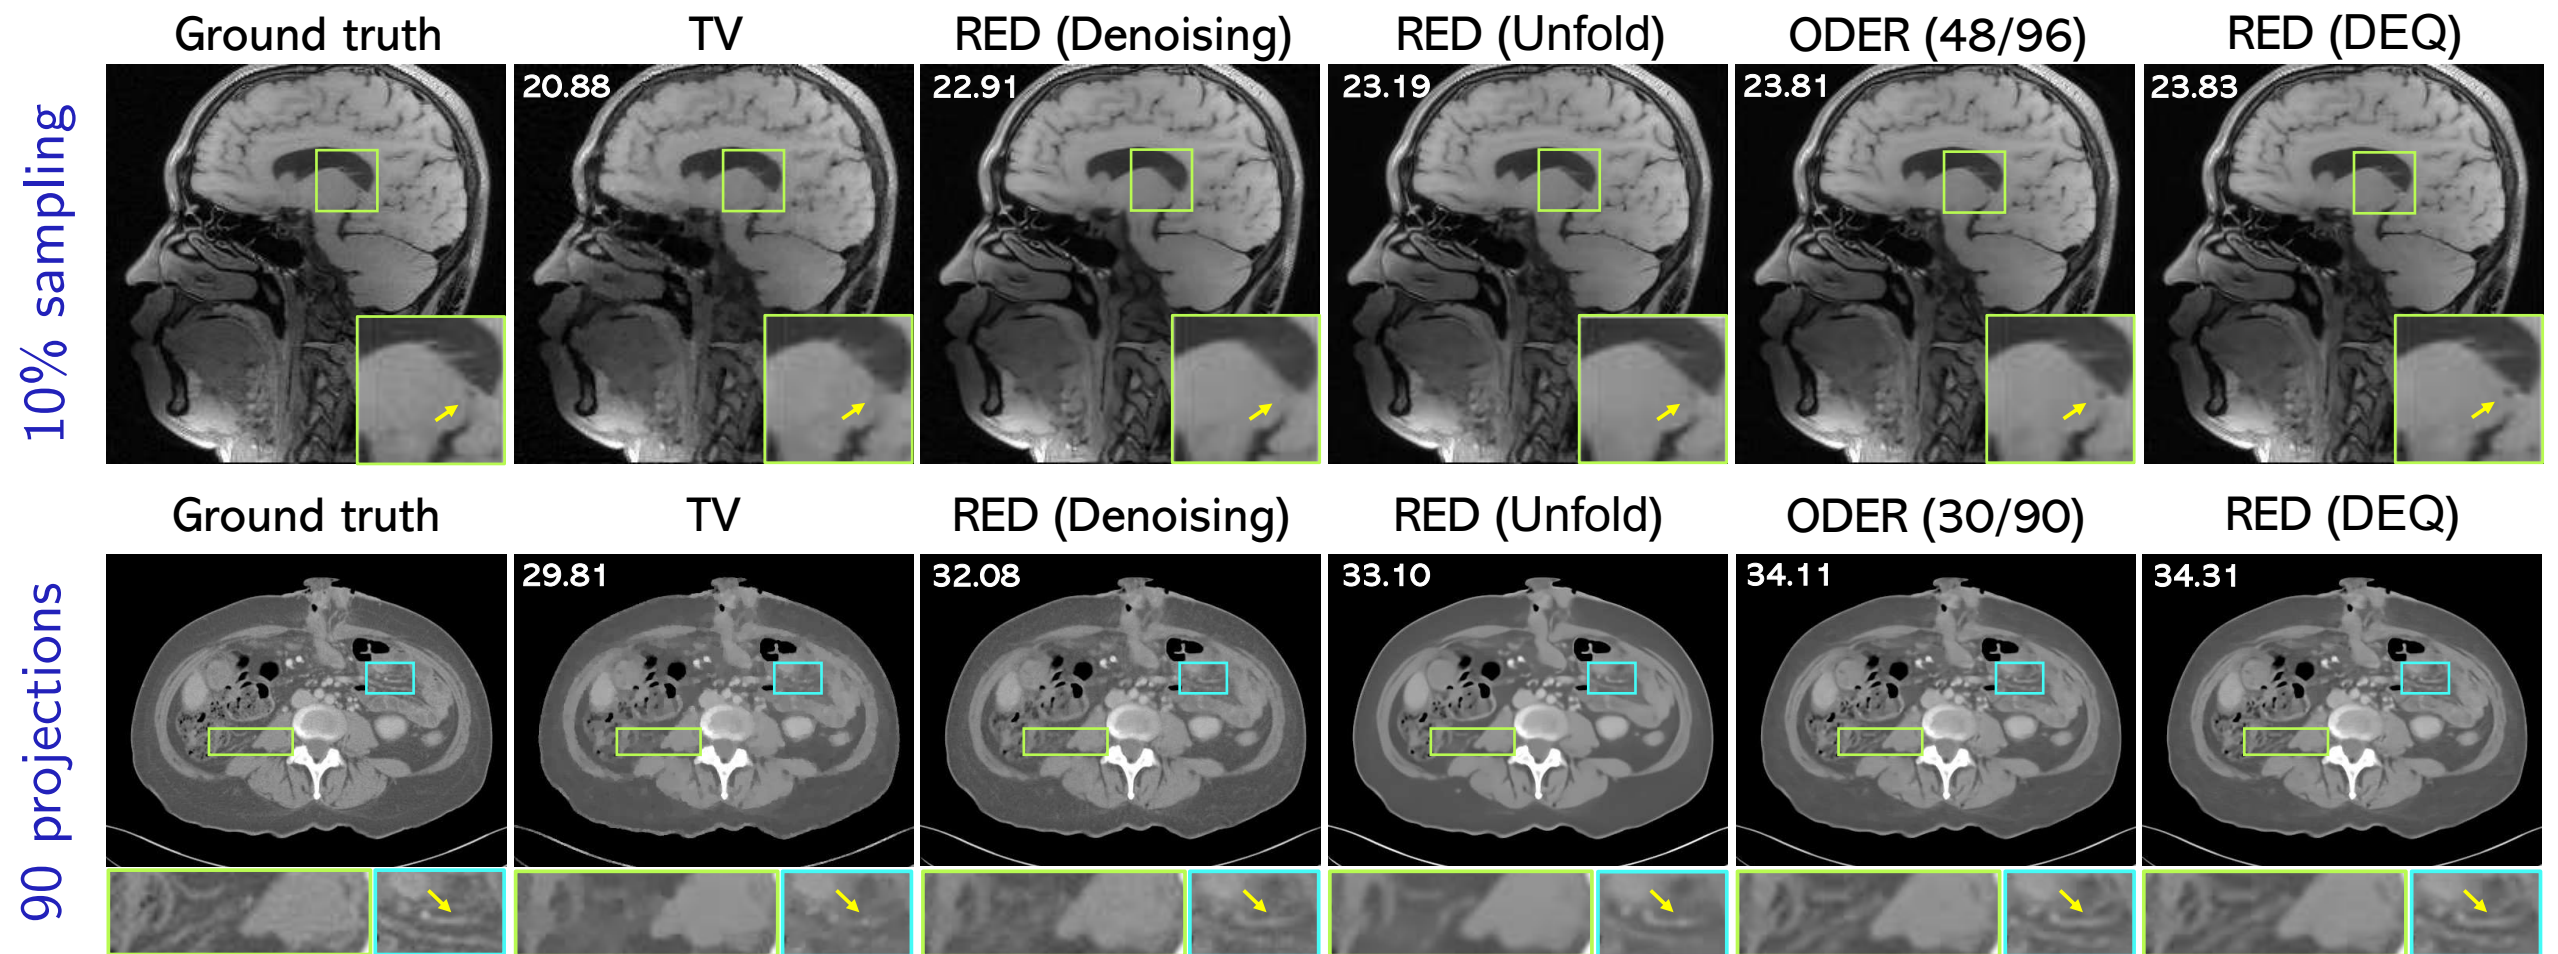 Ground truth
TV
RED (Denoising)
RED (Unfold)
ODER (48/96)
RED (DEQ)
10% sampling
20.88
22.91
23.19
23.81
23.83
Ground truth
TV
RED (Denoising)
RED (Unfold)
ODER (30/90)
RED (DEQ)
90 projections
29.81
32.08
33.10
34.11
34.31